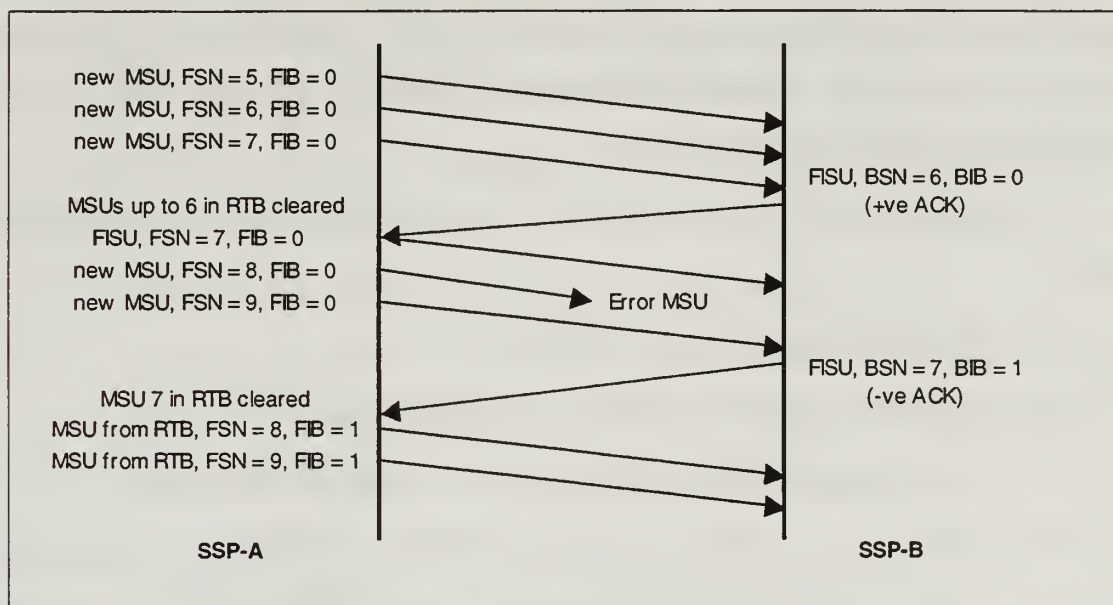 new MSU, FSN = 5, FIB = 0
new MSU, FSN = 6, FIB = 0
new MSU, FSN = 7, FIB = 0
FISU, BSN = 6, BIB = 0
(+ve ACK)
MSUs up to 6 in RTB cleared
FISU, FSN = 7, FIB = 0
new MSU, FSN = 8, FIB = 0
new MSU, FSN = 9, FIB = 0
Error MSU
FISU, BSN = 7, BIB = 1
(-ve ACK)
MSU 7 in RTB cleared
MSU from RTB, FSN = 8, FIB = 1
MSU from RTB, FSN = 9, FIB = 1
SSP-A
SSP-B